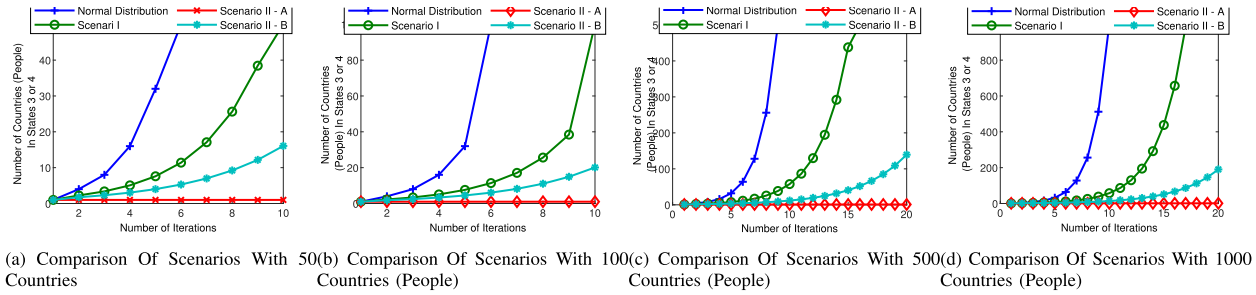 Normal Distribution
Scenari I
Scenario II - A
Scenario II - B
Number of Countries (People)
In States 3 or 4
40
30
20
10
0
2 4 6 8 10
Number of Iterations
(a) Comparison Of Scenarios With 50
Countries
Normal Distribution
Scenario I
Scenario II - A
Scenario II - B
Number of Countries
(People) In States 3 or 4
80
60
40
20
0
2 4 6 8 10
Number of Iterations
(b) Comparison Of Scenarios With 100
Countries (People)
Normal Distribution
Scenario I
Scenario II - A
Scenario II - B
Number of Countries
(People) In States 3 or 4
200
100
0
0 5 10 15 20
Number of Iterations
(c) Comparison Of Scenarios With 500
Countries (People)
Normal Distribution
Scenario I
Scenario II - A
Scenario II - B
Number of Countries
(People) In States 3 or 4
800
600
400
200
0
0 5 10 15 20
Number of Iterations
(d) Comparison Of Scenarios With 1000
Countries (People)